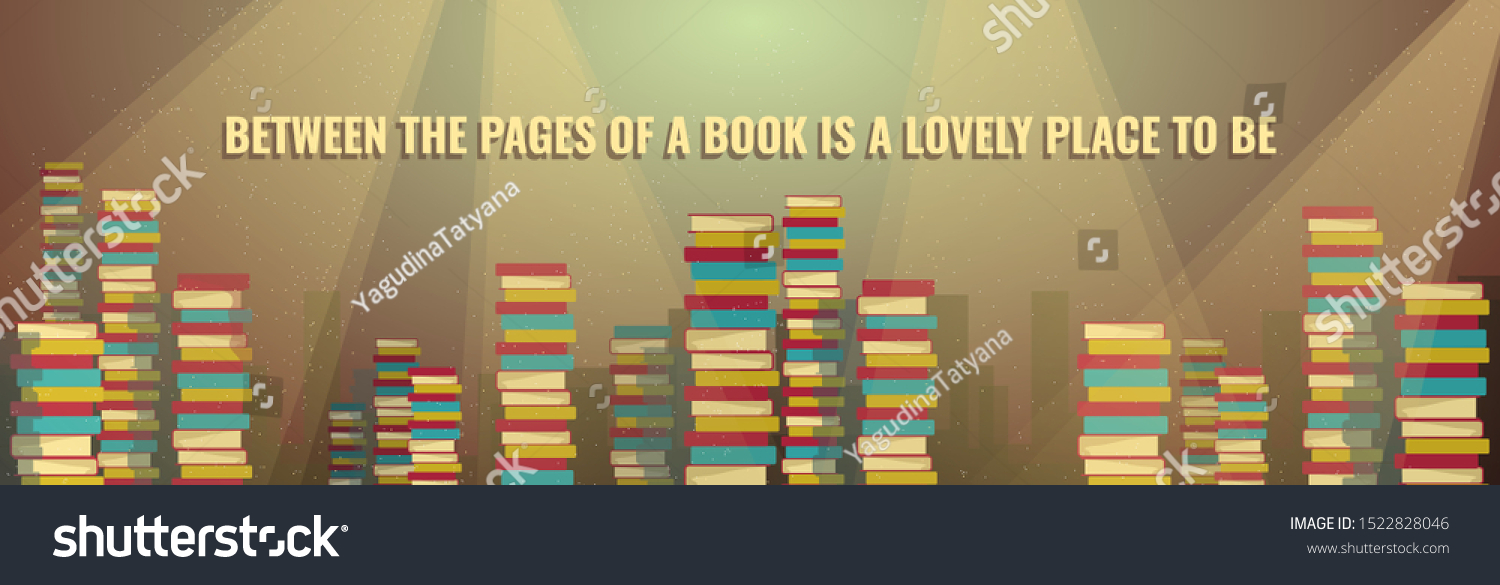 BETWEEN THE PAGES OF A BOOK IS A LOVELY PLACE TO BE
shutterstock
YagudinaTatyana
shutterstock
YagudinaTatyana
shutterstock
IMAGE ID: 1522828046
www.shutterstock.com